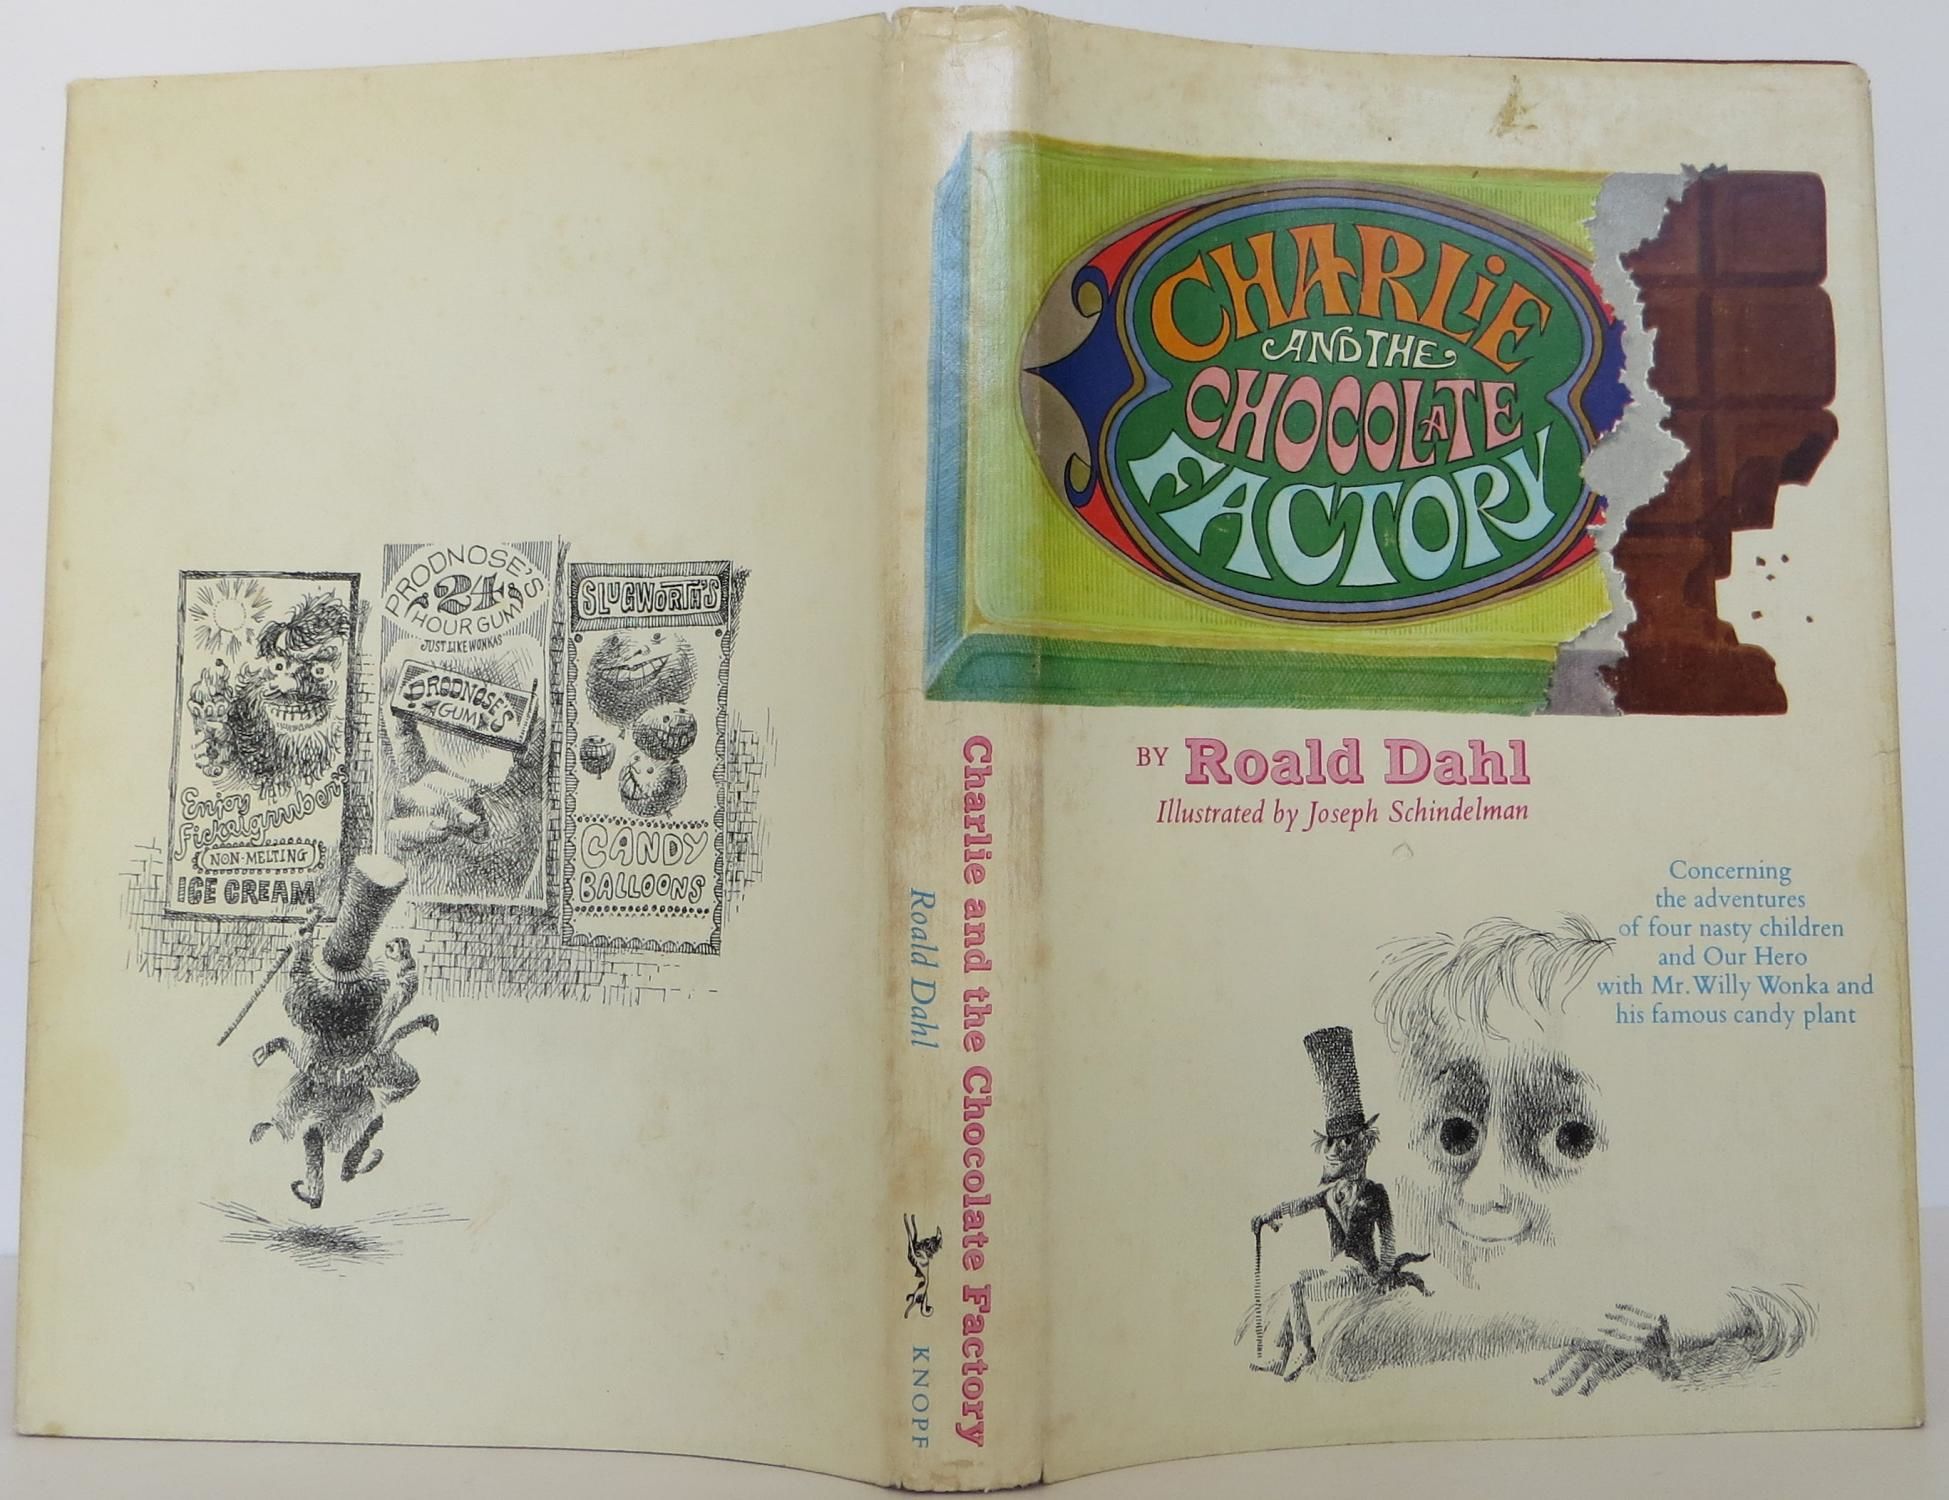 PRODNOSE'S
24
HOUR GUM
JUST LIKE WONKAS
PRODNOSE'S
GUM
Enjoy
Fickelgruuber's
NON-MELTING
ICE CREAM
SLUGWORTH'S
CANDY
BALLOONS
Charlie and the Chocolate Factory
Roald Dahl
KNOPF
CHARLiE
AND THE
CHOCOLATE
FACTORY
BY Roald Dahl
Illustrated by Joseph Schindelman
Concerning
the adventures
of four nasty children
and Our Hero
with Mr. Willy Wonka and
his famous candy plant